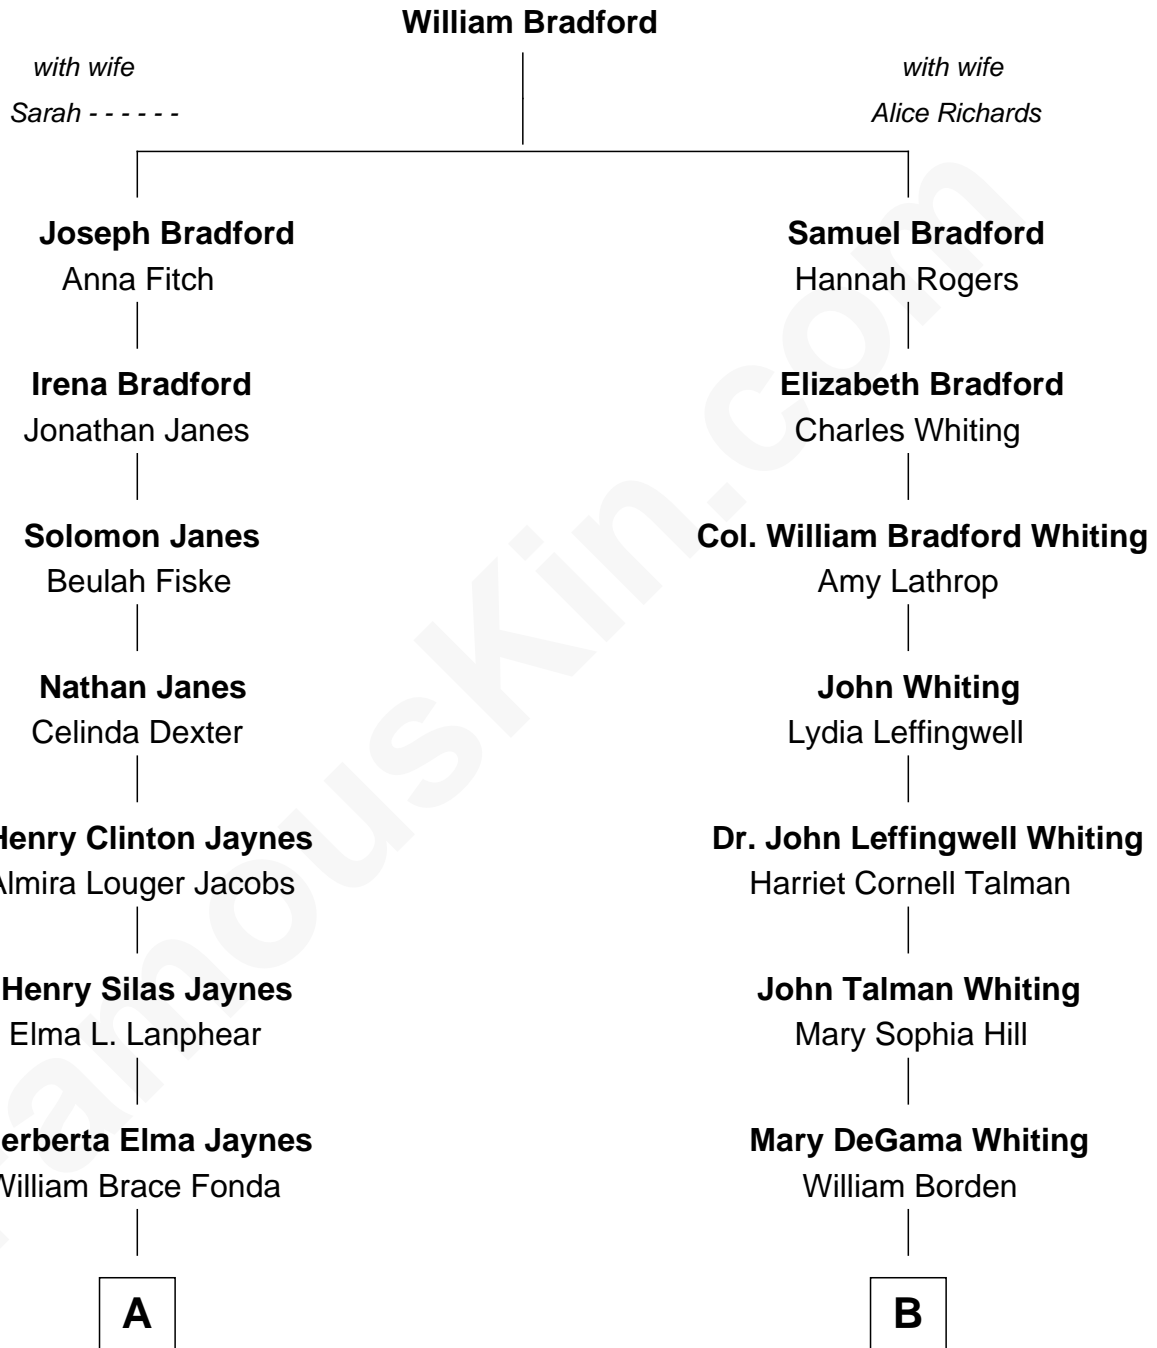 William Bradford
with wife
Sarah - - - - - -
with wife
Alice Richards
Joseph Bradford
Anna Fitch
Samuel Bradford
Hannah Rogers
Irena Bradford
Jonathan Janes
Elizabeth Bradford
Charles Whiting
Solomon Janes
Beulah Fiske
Col. William Bradford Whiting
Amy Lathrop
Nathan Janes
Celinda Dexter
John Whiting
Lydia Leffingwell
Henry Clinton Jaynes
Almira Louger Jacobs
Dr. John Leffingwell Whiting
Harriet Cornell Talman
Henry Silas Jaynes
Elma L. Lanphear
John Talman Whiting
Mary Sophia Hill
erberta Elma Jaynes
William Brace Fonda
Mary DeGama Whiting
William Borden
A
B
FamousKin.com